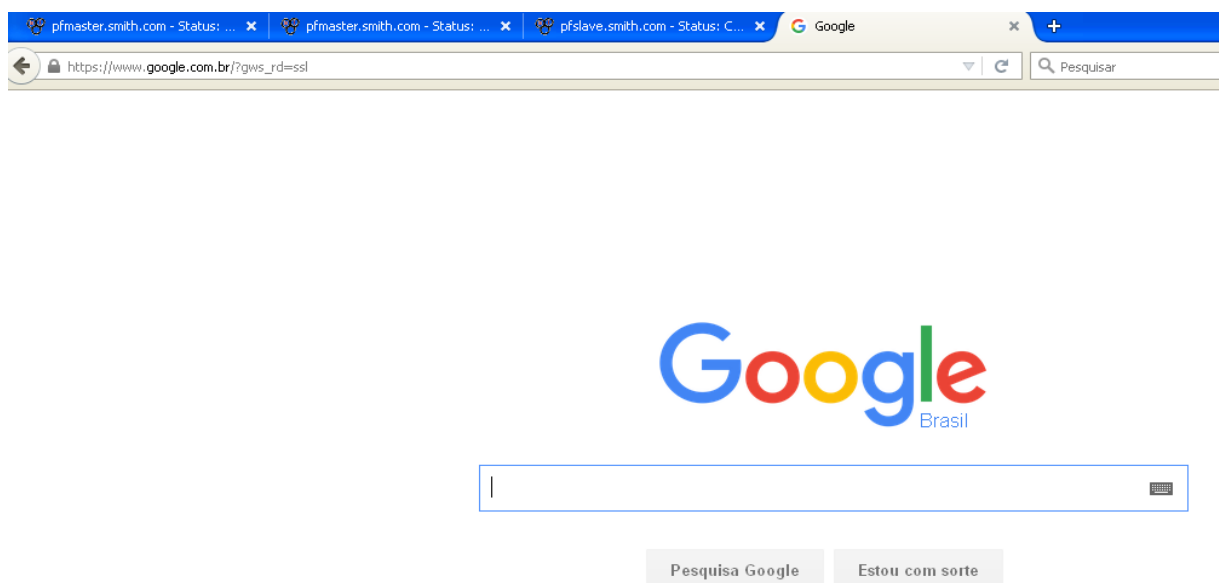 pfmaster.smith.com - Status: ... pfmaster.smith.com - Status: ... pfslave.smith.com - Status: C... Google
https://www.google.com.br/?gws_rd=ssl Pesquisar
Google
Brasil
Pesquisa Google Estou com sorte